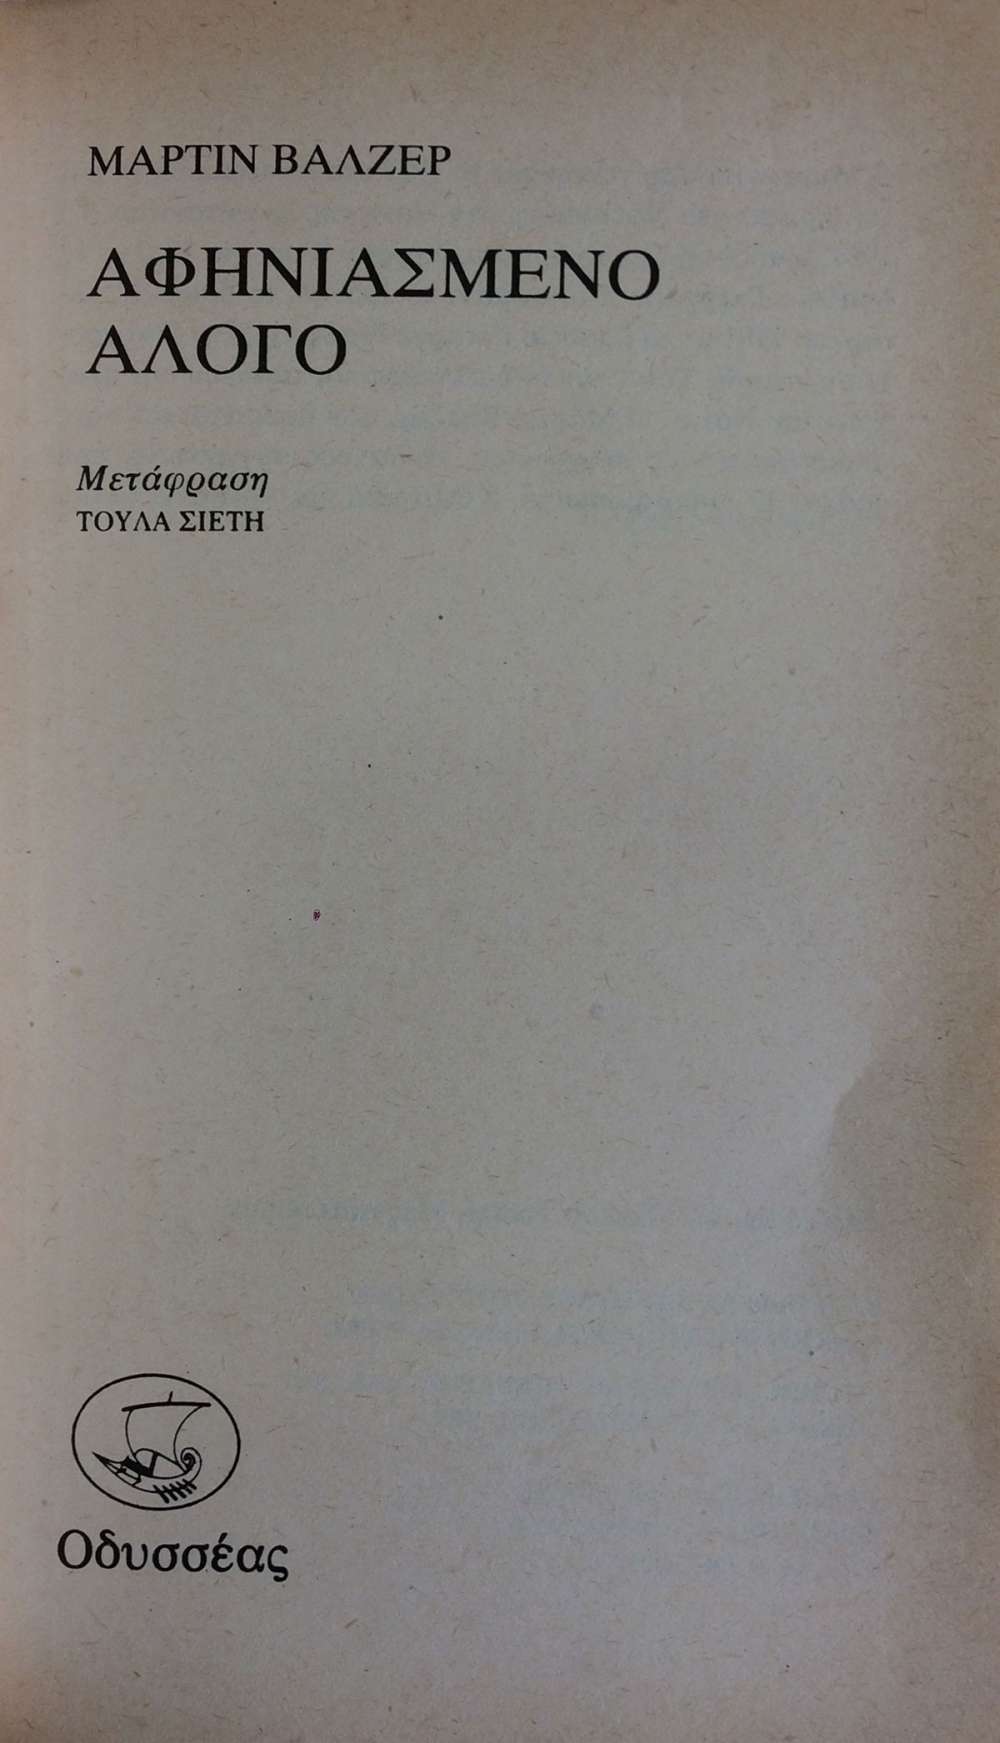 ΜΑΡΤΙΝ ΒΑΛΖΕΡ
ΑΦΗΝΙΑΣΜΕΝΟ
ΑΛΟΓΟ
Μετάφραση
ΤΟΥΛΑ ΣΙΕΤΗ
Οδυσσέας